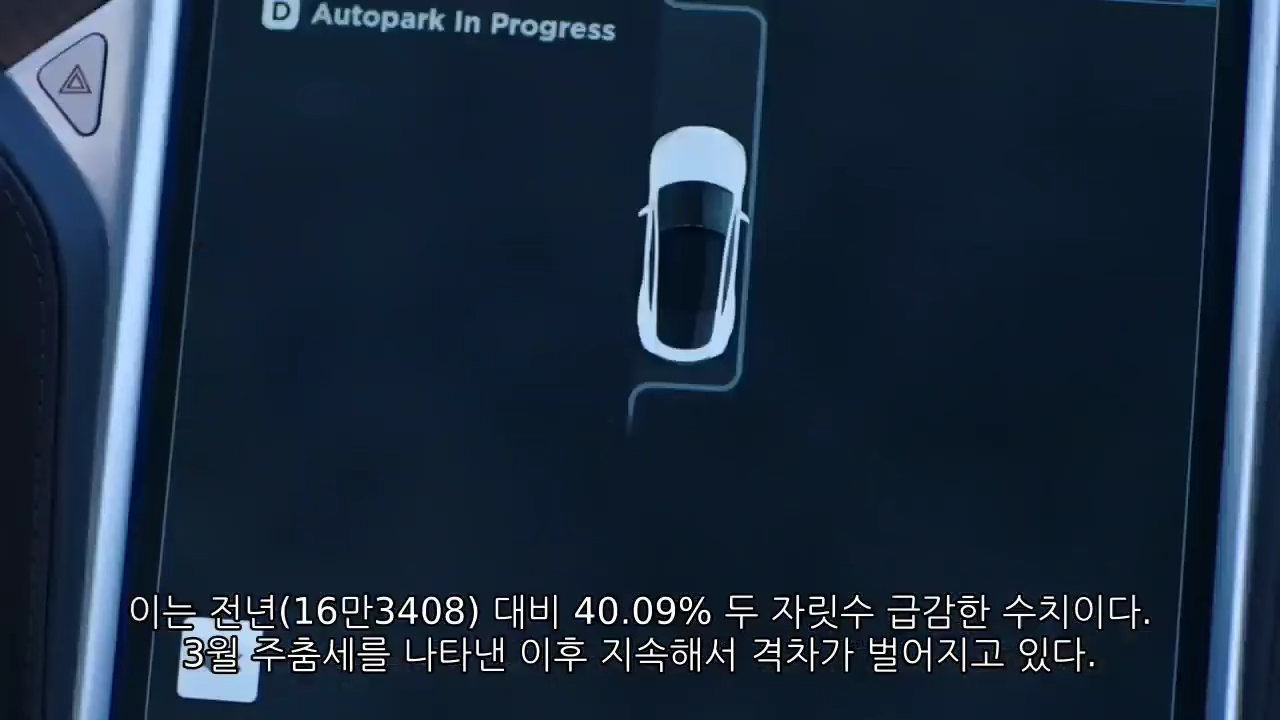 D Autopark In Progress
이는 전년(16만3408) 대비 40.09% 두 자릿수 급감한 수치이다.
3월 주춤세를 나타낸 이후 지속해서 격차가 벌어지고 있다.